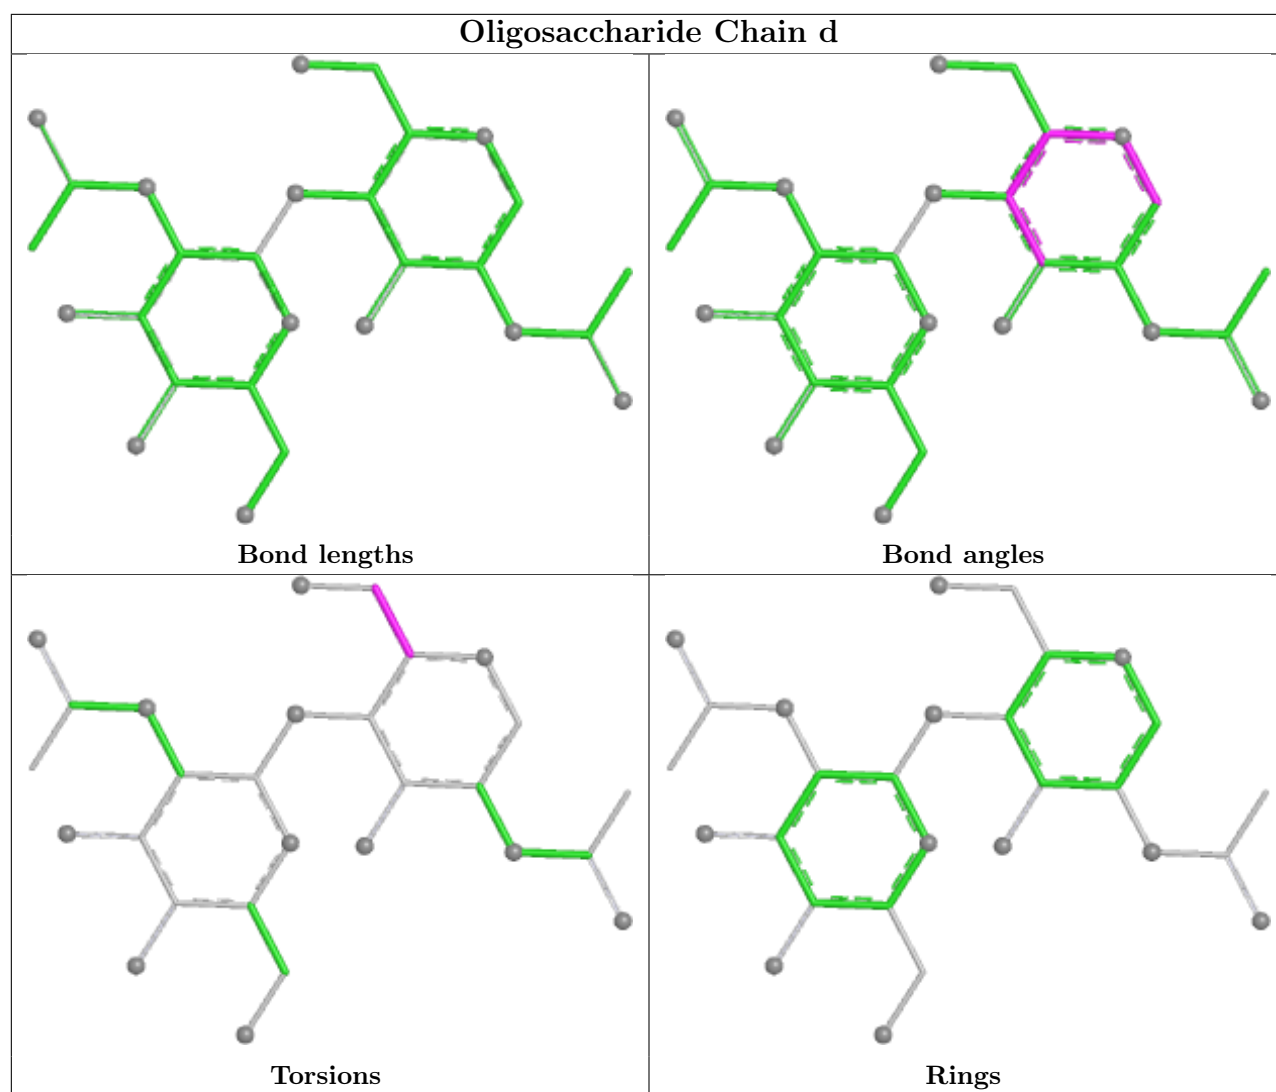 Oligosaccharide Chain d
Bond lengths
Bond angles
Torsions
Rings